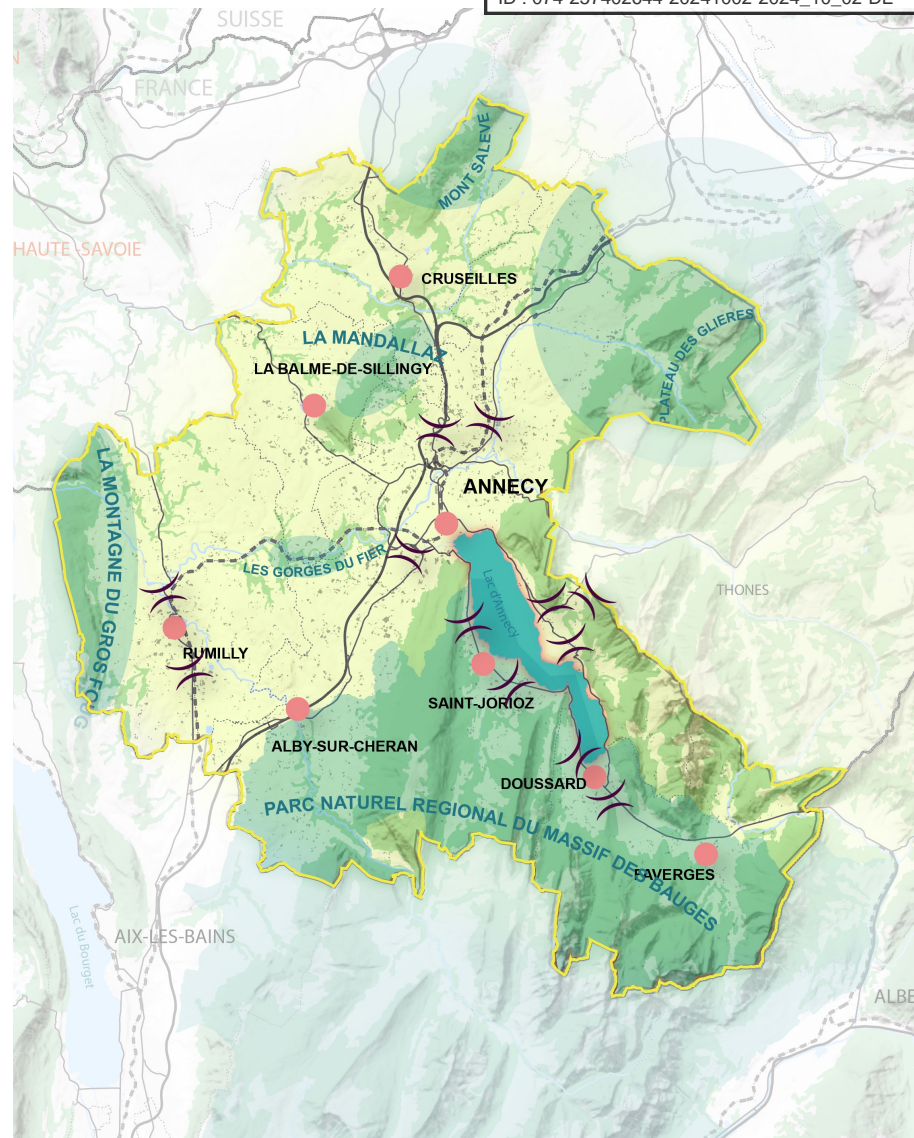 SUISSE
FRANCE
HAUTE-SAVOIE
MONT SALEVE
CRUSEILLES
LA MANDALLAZ
LA BALME-DE-SILLINGY
PLATEAU DES GLIERES
LA MONTAGNE DU GROS FOUG
ANNECY
LES GORGES DU FIER
Lac d'Annecy
THONES
RUMILLY
SAINT-JORIOZ
ALBY-SUR-CHERAN
DOUSSARD
PARC NATUREL REGIONAL DU MASSIF DES BAUGES
FAVERGES
Lac du Bourget
AIX-LES-BAINS
ALBE